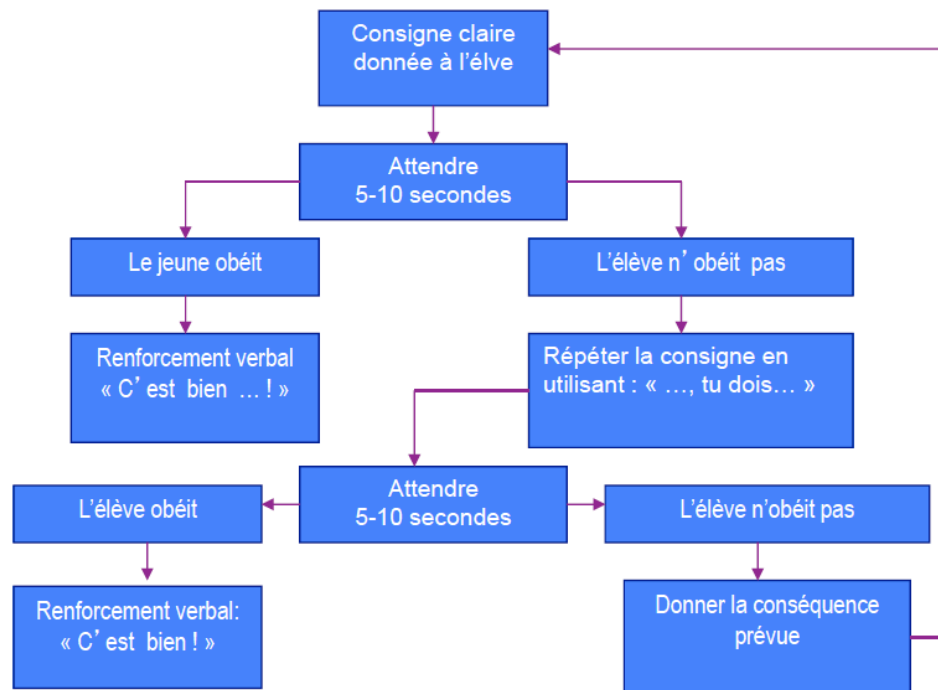 Consigne claire
donnée à l'élve
Attendre
5-10 secondes
Le jeune obéit
L'élève n' obéit pas
Renforcement verbal
« C' est bien ... ! »
Répéter la consigne en
utilisant : « ..., tu dois... »
Attendre
5-10 secondes
L'élève obéit
L'élève n'obéit pas
Renforcement verbal:
« C' est bien ! »
Donner la conséquence
prévue